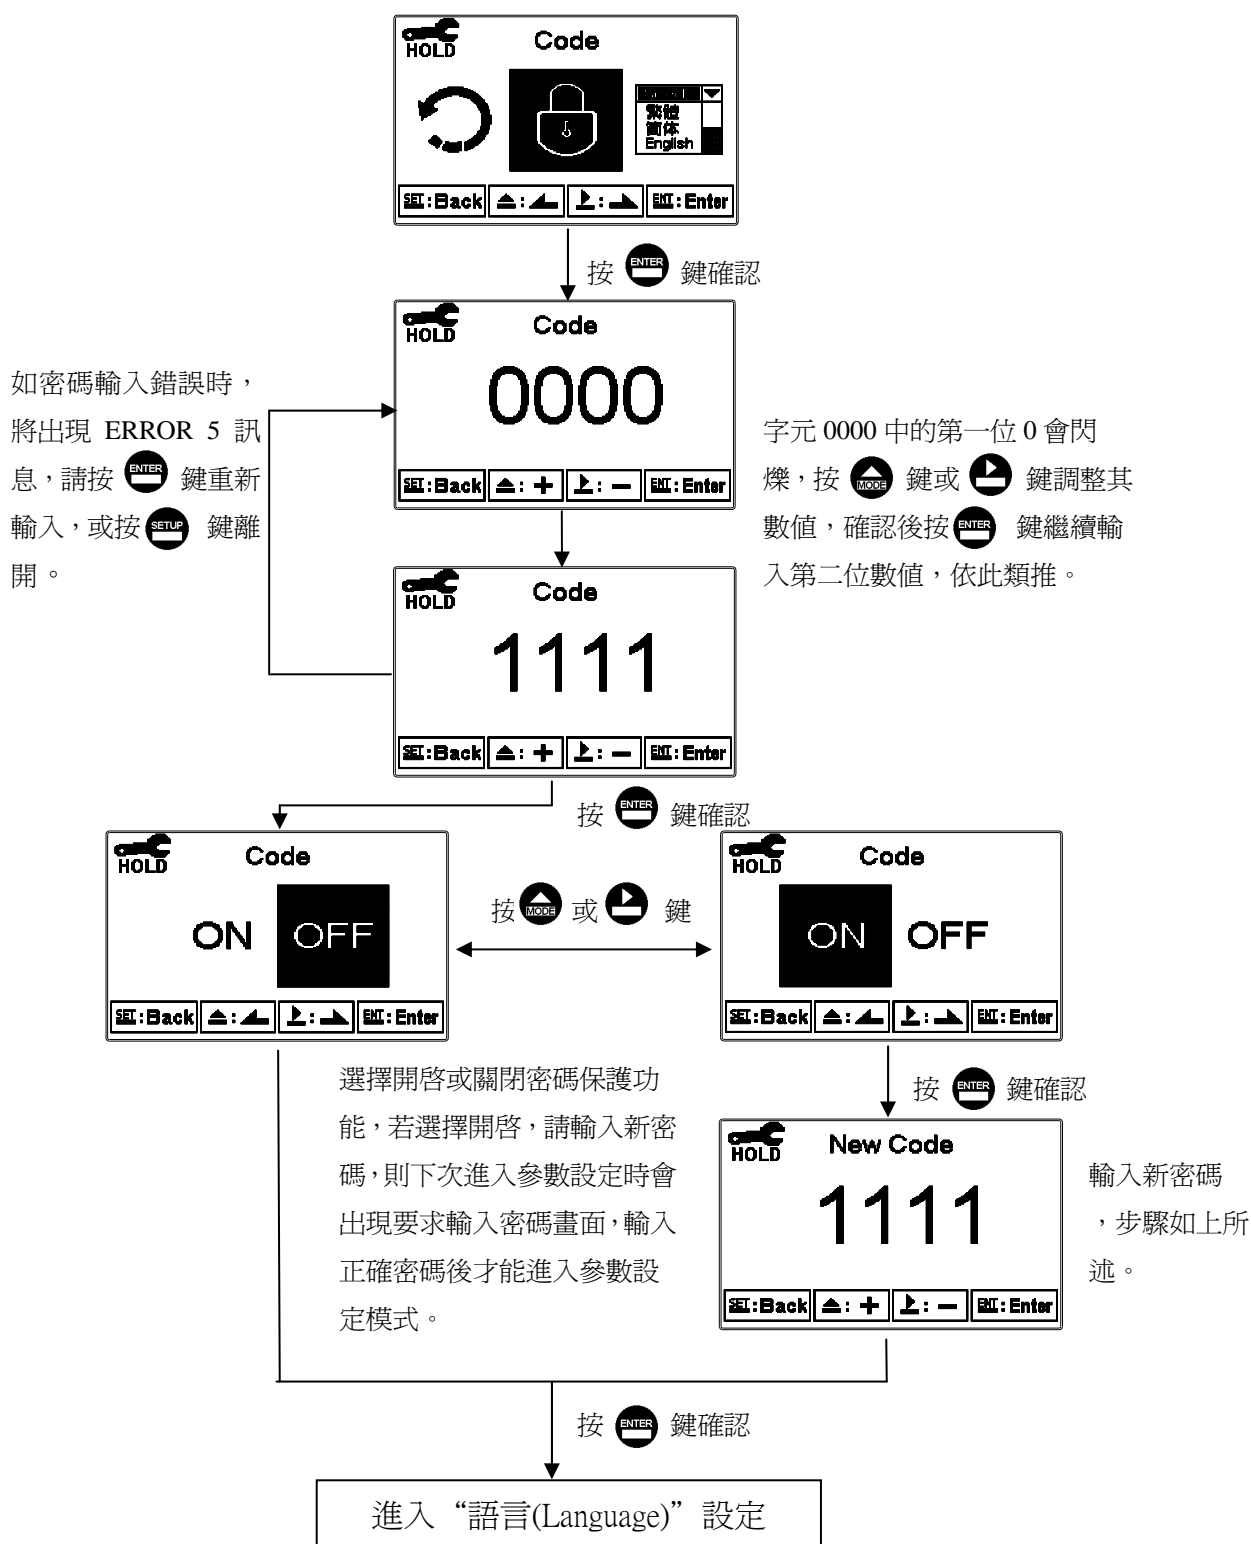 HOLD
Code
繁體
简体
English
SET:Back
:
:
ENT:Enter
按 ENTER 鍵確認
HOLD
Code
0000
SET:Back
: +
: −
ENT:Enter
如密碼輸入錯誤時，
將出現 ERROR 5 訊
息，請按 ENTER 鍵重新
輸入，或按 SETUP 鍵離
開。
字元 0000 中的第一位 0 會閃
爍，按 MODE 鍵或 鍵調整其
數值，確認後按 ENTER 鍵繼續輸
入第二位數值，依此類推。
HOLD
Code
1111
SET:Back
: +
: −
ENT:Enter
按 ENTER 鍵確認
HOLD
Code
ON OFF
SET:Back
:
:
ENT:Enter
按 MODE 或 鍵
HOLD
Code
ON OFF
SET:Back
:
:
ENT:Enter
選擇開啓或關閉密碼保護功
能，若選擇開啓，請輸入新密
碼，則下次進入參數設定時會
出現要求輸入密碼畫面，輸入
正確密碼後才能進入參數設
定模式。
按 ENTER 鍵確認
HOLD
New Code
1111
SET:Back
: +
: −
ENT:Enter
輸入新密碼
，步驟如上所
述。
按 ENTER 鍵確認
進入“語言(Language)”設定